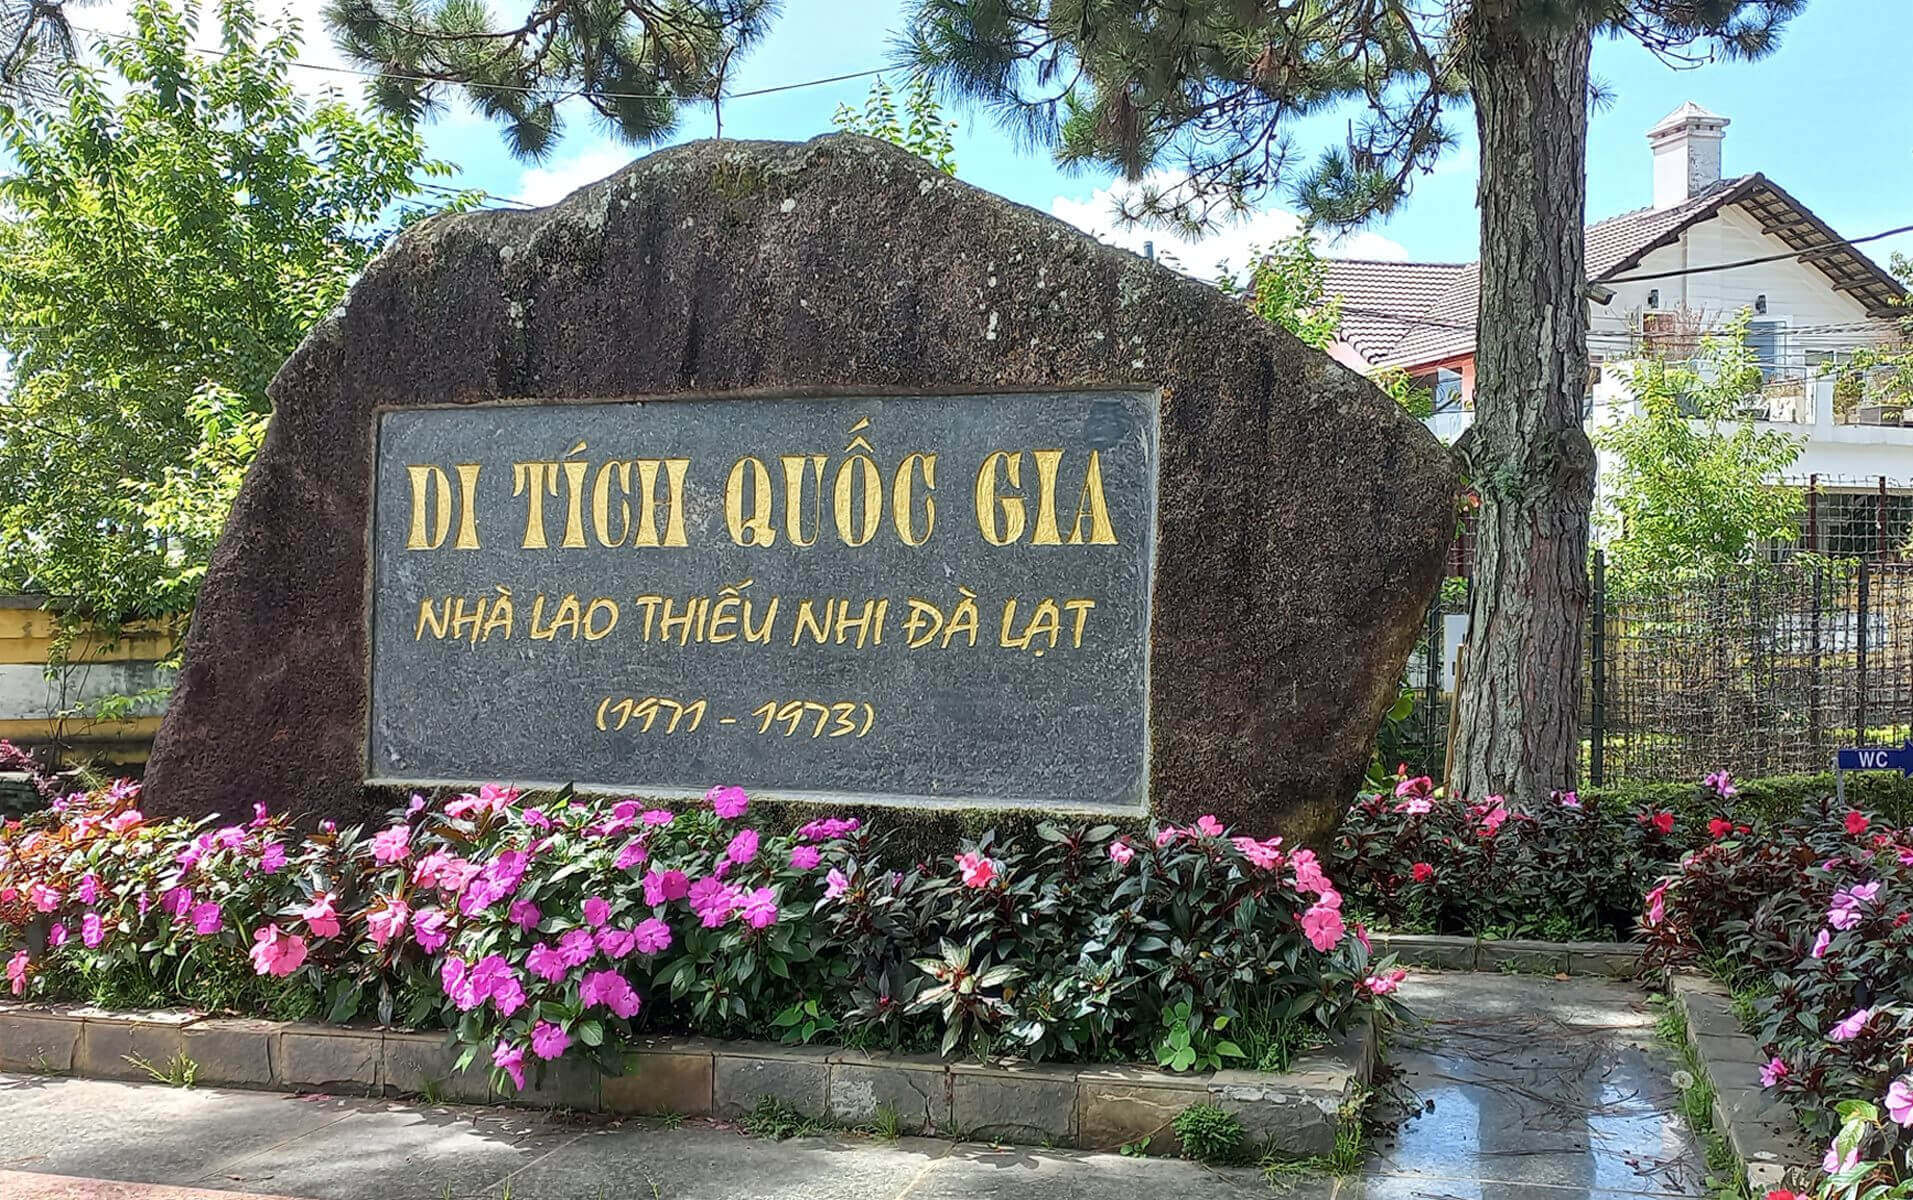 DI TÍCH QUỐC GIA
NHÀ LAO THIẾU NHI ĐÀ LẠT
(1971 - 1973)
WC